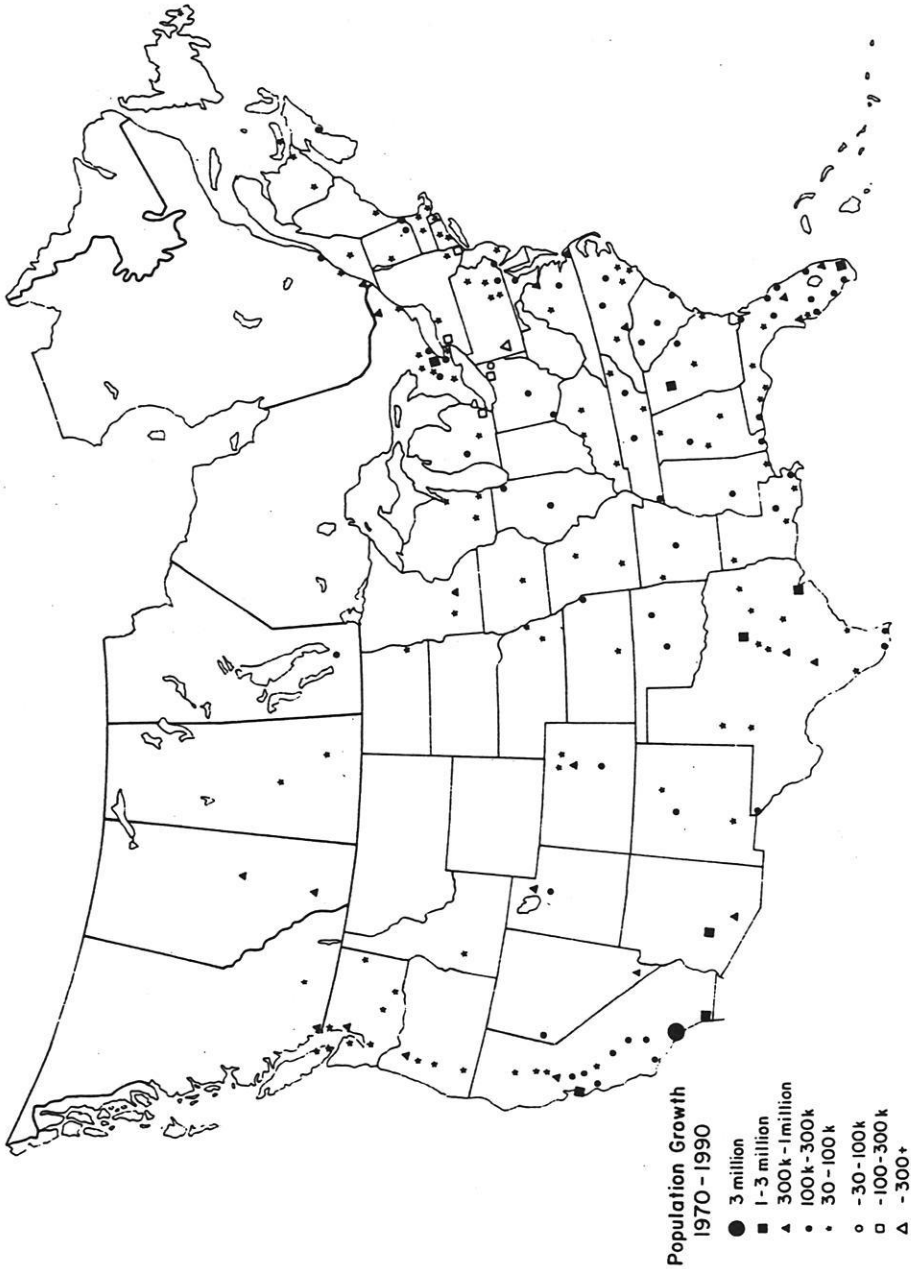 Population Growth
1970-1990
3 million
1-3 million
300k-1million
100k-300k
30-100k
-30-100k
-100-300k
-300+